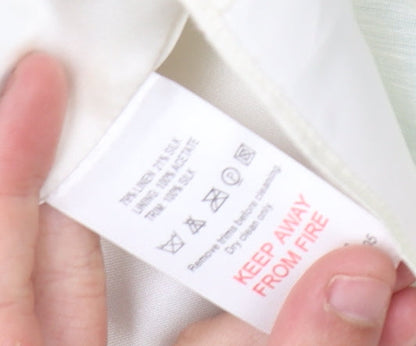 79% LINEN 21% SILK
LINING: 100% ACETATE
TRIM: 100% SILK
P
Remove trims before cleaning.
Dry clean only.
KEEP AWAY
FROM FIRE